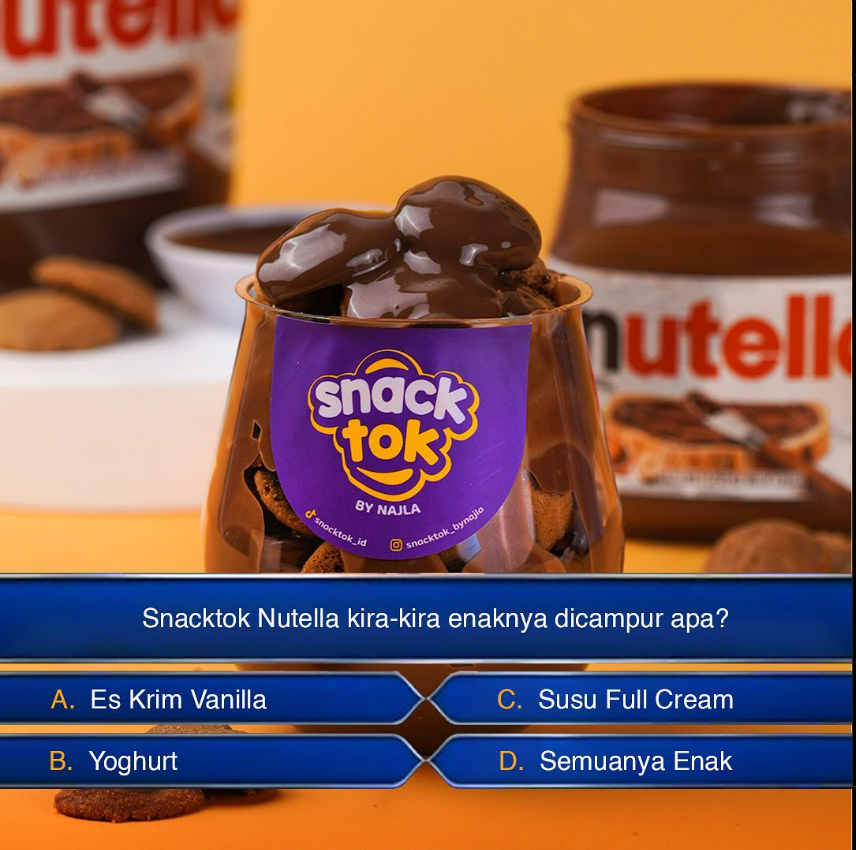 nutella
nutella
snack
tok
BY NAJLA
snacktok_id
snacktok_bynajla
Snacktok Nutella kira-kira enaknya dicampur apa?
A. Es Krim Vanilla
C. Susu Full Cream
B. Yoghurt
D. Semuanya Enak